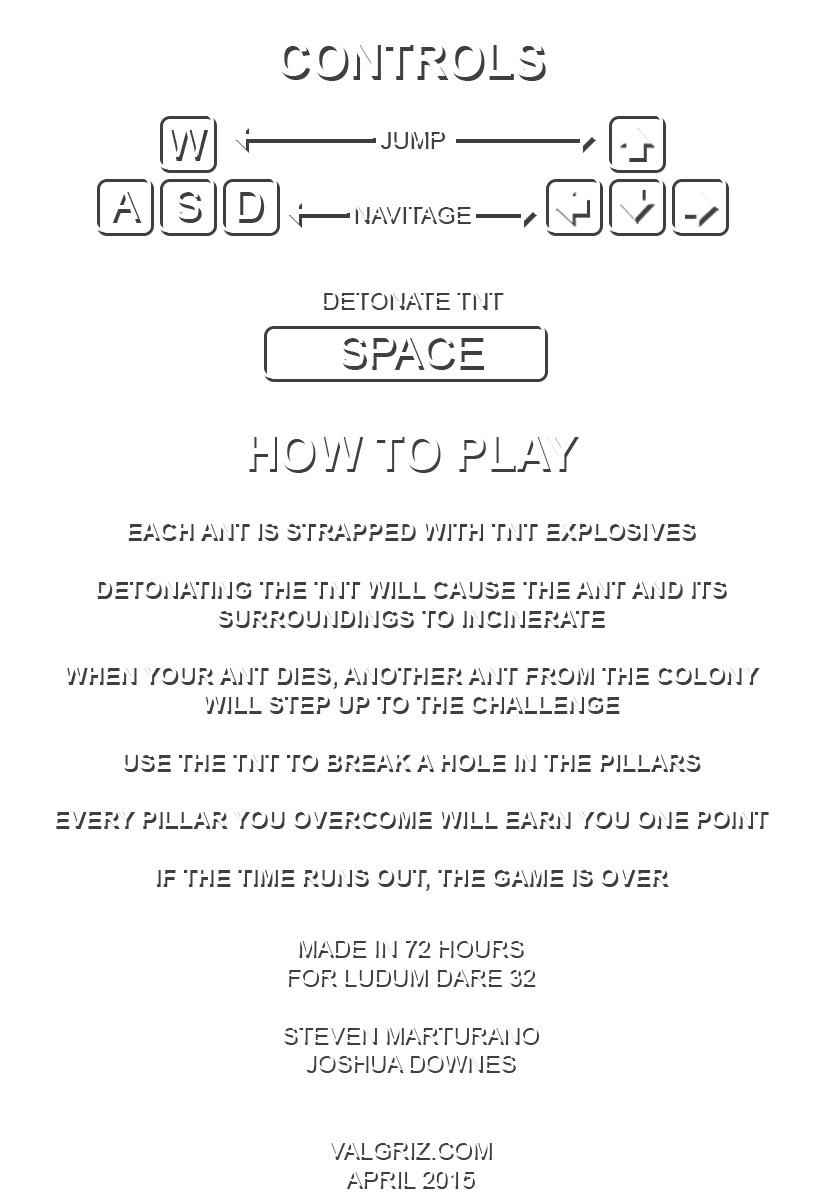 CONTROLS
W JUMP
A S D NAVITAGE
DETONATE TNT
SPACE
HOW TO PLAY
EACH ANT IS STRAPPED WITH TNT EXPLOSIVES
DETONATING THE TNT WILL CAUSE THE ANT AND ITS
SURROUNDINGS TO INCINERATE
WHEN YOUR ANT DIES, ANOTHER ANT FROM THE COLONY
WILL STEP UP TO THE CHALLENGE
USE THE TNT TO BREAK A HOLE IN THE PILLARS
EVERY PILLAR YOU OVERCOME WILL EARN YOU ONE POINT
IF THE TIME RUNS OUT, THE GAME IS OVER
MADE IN 72 HOURS
FOR LUDUM DARE 32
STEVEN MARTURANO
JOSHUA DOWNES
VALGRIZ.COM
APRIL 2015